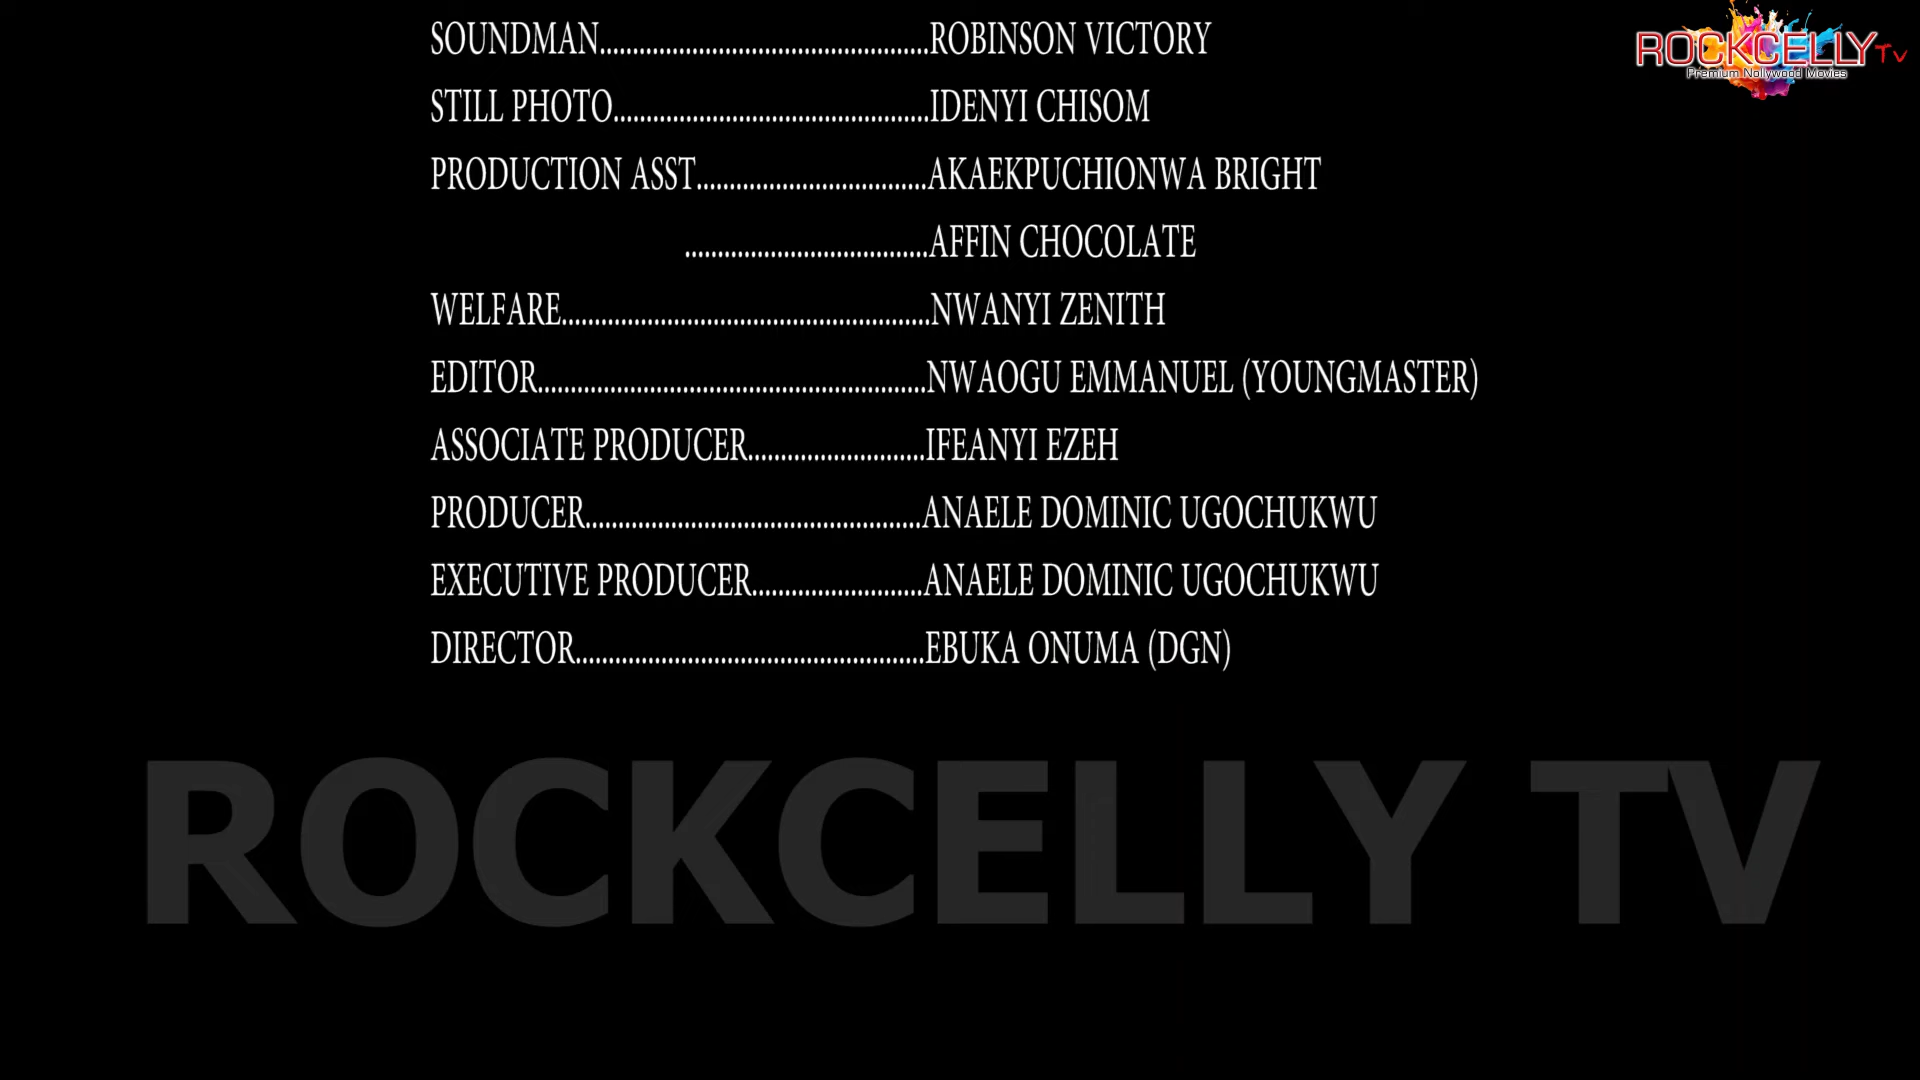 SOUNDMAN..................................................ROBINSON VICTORY
STILL PHOTO................................................IDENYI CHISOM
PRODUCTION ASST...................................AKAEKPUCHIONWA BRIGHT
.....................................AFFIN CHOCOLATE
WELFARE........................................................NWANYI ZENITH
EDITOR...........................................................NWAOGU EMMANUEL (YOUNGMASTER)
ASSOCIATE PRODUCER...........................IFEANYI EZEH
PRODUCER...................................................ANAELE DOMINIC UGOCHUKWU
EXECUTIVE PRODUCER..........................ANAELE DOMINIC UGOCHUKWU
DIRECTOR.....................................................EBUKA ONUMA (DGN)
ROCKCELLY TV
Premium Nollywood Movies
ROCKCELLY TV